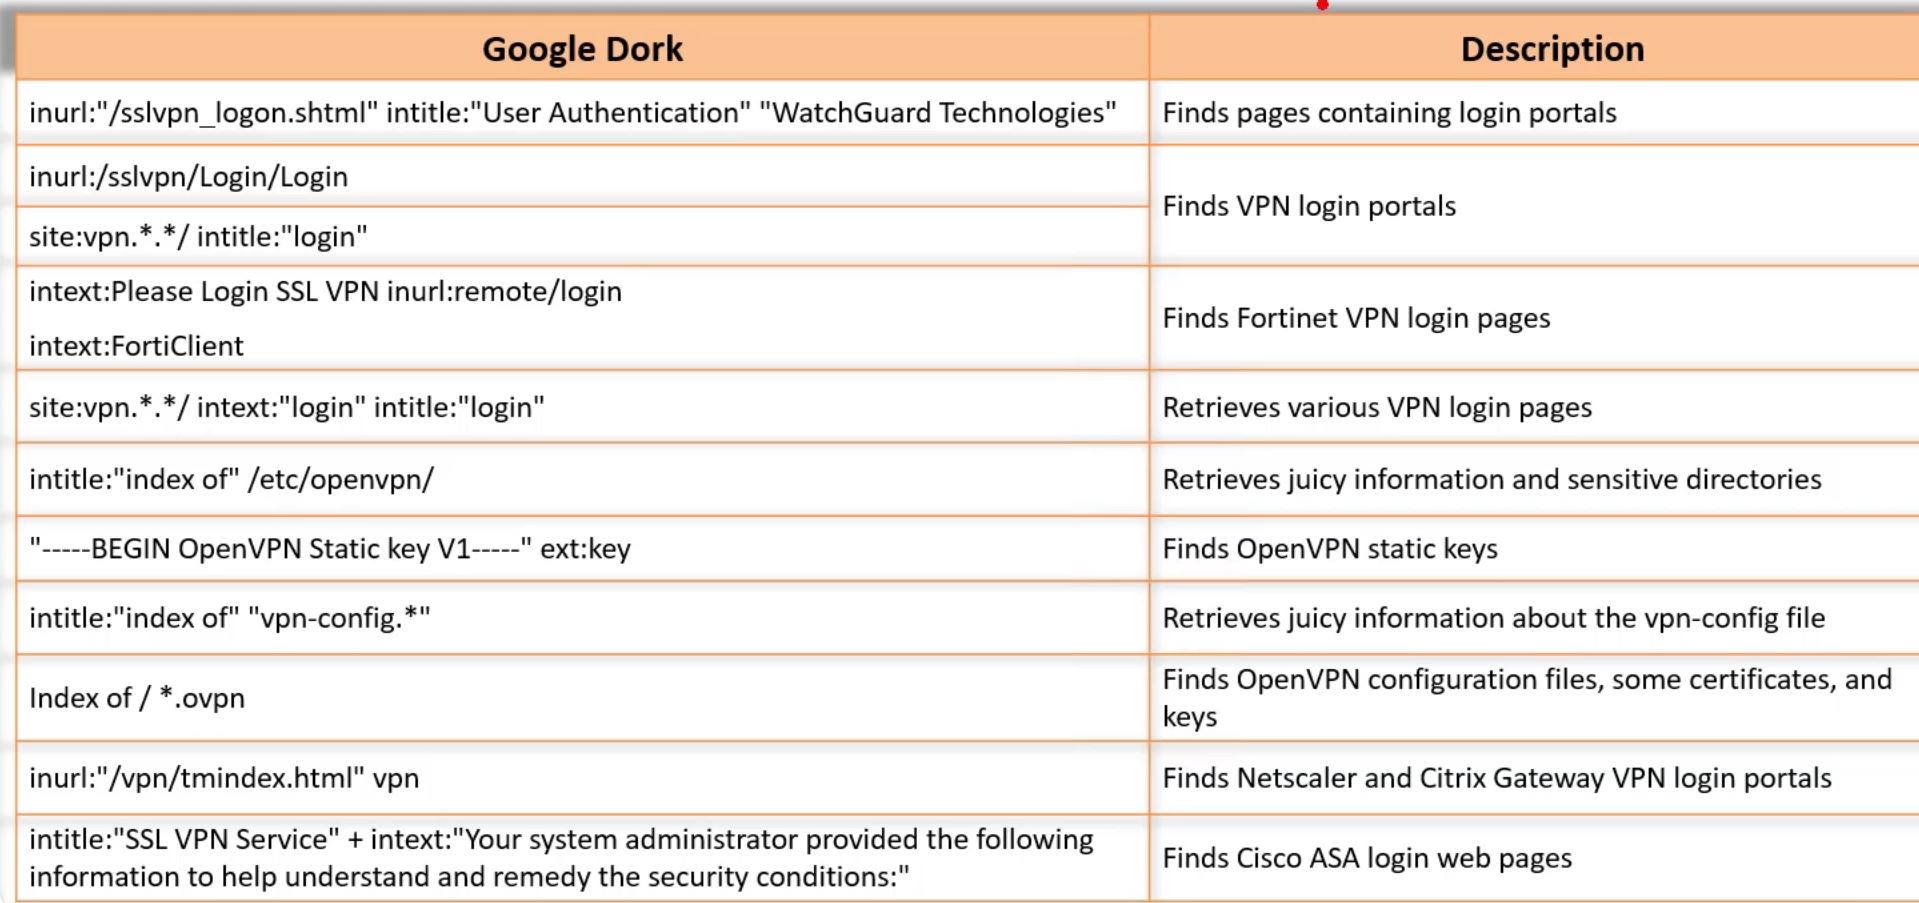 Google Dork
Description
inurl:"/sslvpn_logon.shtml" intitle:"User Authentication" "WatchGuard Technologies"
Finds pages containing login portals
inurl:/sslvpn/Login/Login
Finds VPN login portals
site:vpn.*.*/ intitle:"login"
intext:Please Login SSL VPN inurl:remote/login
intext:FortiClient
Finds Fortinet VPN login pages
site:vpn.*.*/ intext:"login" intitle:"login"
Retrieves various VPN login pages
intitle:"index of" /etc/openvpn/
Retrieves juicy information and sensitive directories
"-----BEGIN OpenVPN Static key V1-----" ext:key
Finds OpenVPN static keys
intitle:"index of" "vpn-config.*"
Retrieves juicy information about the vpn-config file
Index of / *.ovpn
Finds OpenVPN configuration files, some certificates, and
keys
inurl:"/vpn/tmindex.html" vpn
Finds Netscaler and Citrix Gateway VPN login portals
intitle:"SSL VPN Service" + intext:"Your system administrator provided the following
information to help understand and remedy the security conditions:"
Finds Cisco ASA login web pages